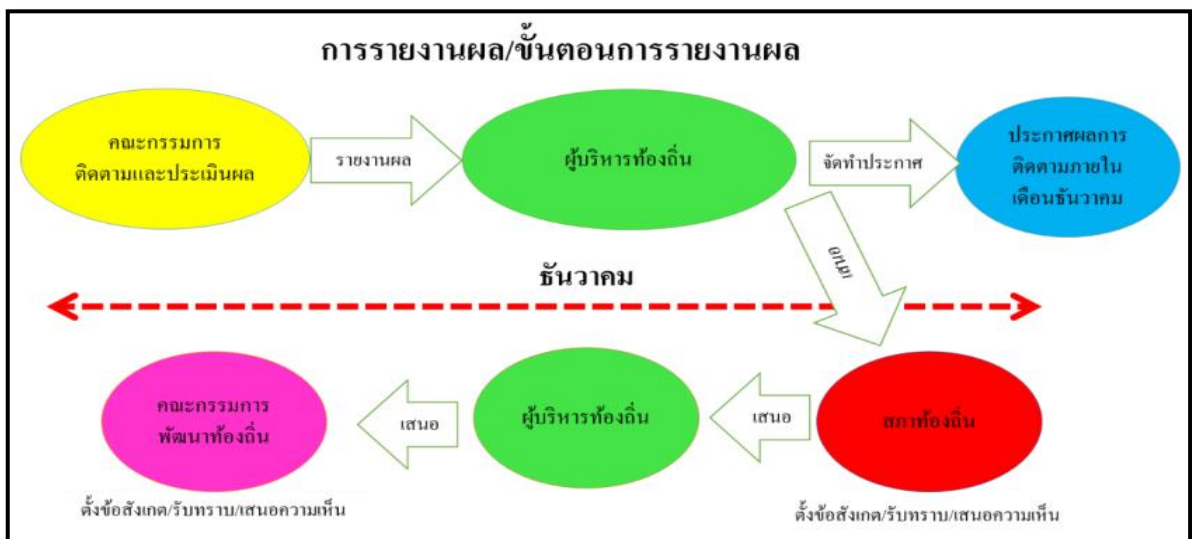 การรายงานผล/ขั้นตอนการรายงานผล
คณะกรรมการ
ติดตามและประเมินผล
รายงานผล
ผู้บริหารท้องถิ่น
จัดทำประกาศ
ประกาศผลการ
ติดตามภายใน
เดือนธันวาคม
เสนอ
ธันวาคม
คณะกรรมการ
พัฒนาท้องถิ่น
เสนอ
ผู้บริหารท้องถิ่น
เสนอ
สภาท้องถิ่น
ตั้งข้อสังเกต/รับทราบ/เสนอความเห็น
ตั้งข้อสังเกต/รับทราบ/เสนอความเห็น